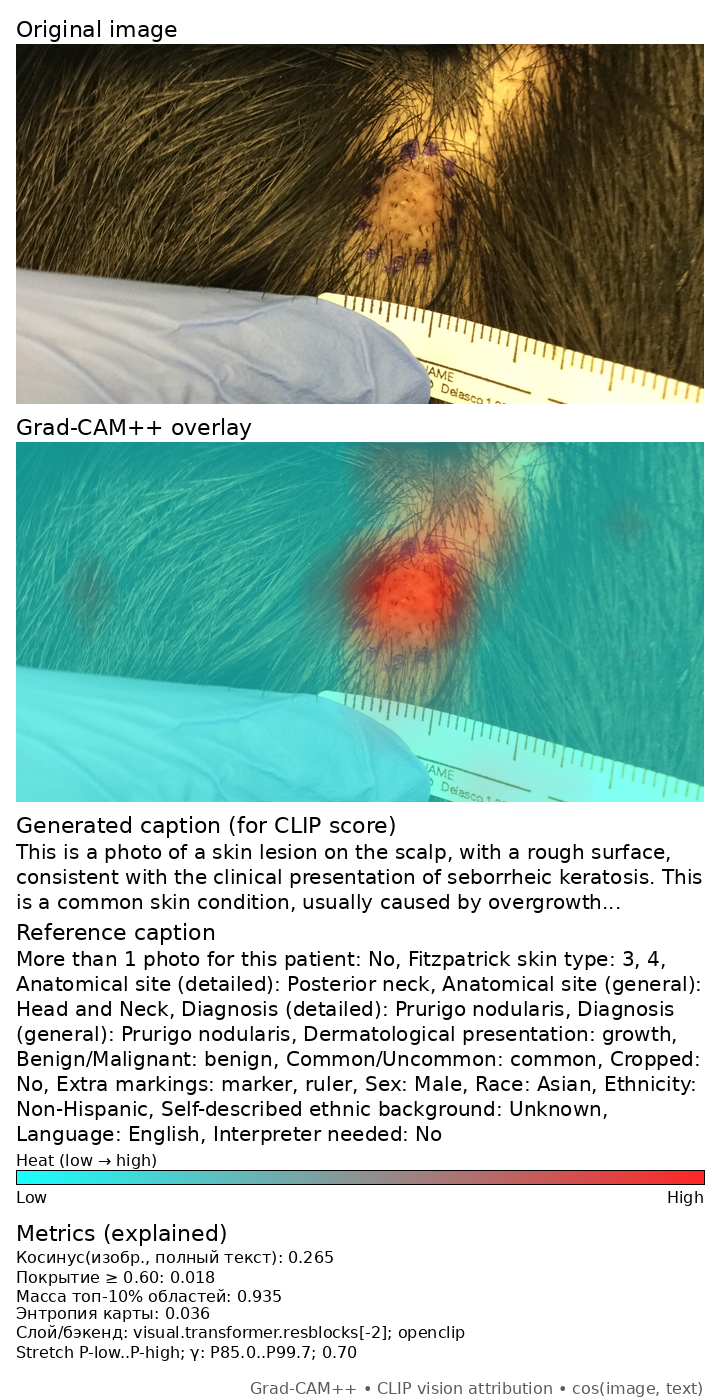 Original image
NAME
Delasco
Grad-CAM++ overlay
NAME
Delasco
Generated caption (for CLIP score)
This is a photo of a skin lesion on the scalp, with a rough surface,
consistent with the clinical presentation of seborrheic keratosis. This
is a common skin condition, usually caused by overgrowth...
Reference caption
More than 1 photo for this patient: No, Fitzpatrick skin type: 3, 4,
Anatomical site (detailed): Posterior neck, Anatomical site (general):
Head and Neck, Diagnosis (detailed): Prurigo nodularis, Diagnosis
(general): Prurigo nodularis, Dermatological presentation: growth,
Benign/Malignant: benign, Common/Uncommon: common, Cropped:
No, Extra markings: marker, ruler, Sex: Male, Race: Asian, Ethnicity:
Non-Hispanic, Self-described ethnic background: Unknown,
Language: English, Interpreter needed: No
Heat (low → high)
Low High
Metrics (explained)
Косинус(изобр., полный текст): 0.265
Покрытие ≥ 0.60: 0.018
Масса топ-10% областей: 0.935
Энтропия карты: 0.036
Слой/бэкенд: visual.transformer.resblocks[-2]; openclip
Stretch P-low..P-high; γ: P85.0..P99.7; 0.70
Grad-CAM++ • CLIP vision attribution • cos(image, text)